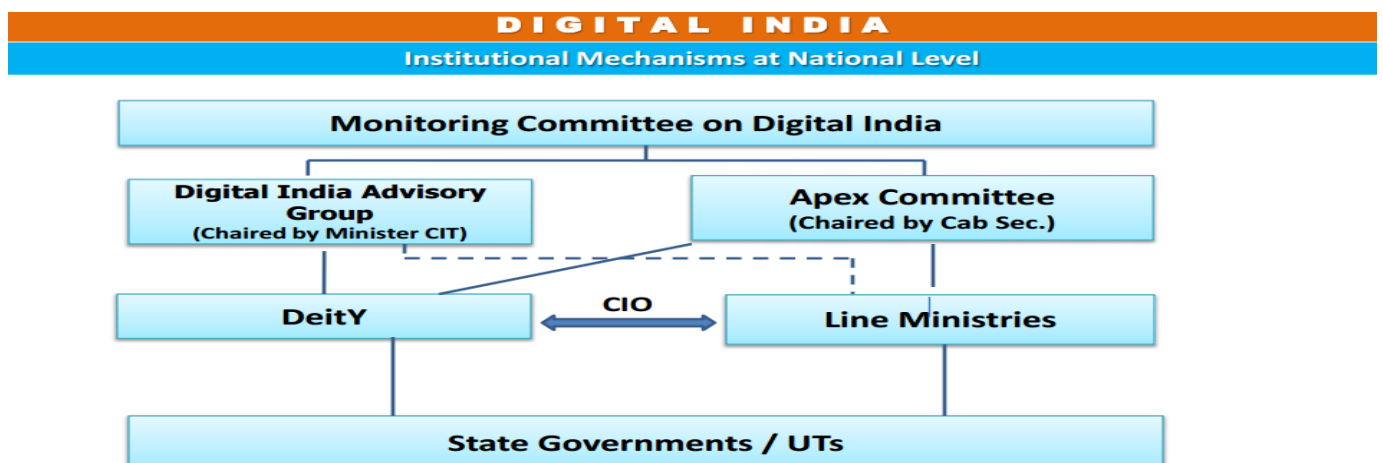 DIGITAL INDIA
Institutional Mechanisms at National Level
Monitoring Committee on Digital India
Digital India Advisory
Group
(Chaired by Minister CIT)
Apex Committee
(Chaired by Cab Sec.)
DeitY
CIO
Line Ministries
State Governments / UTs